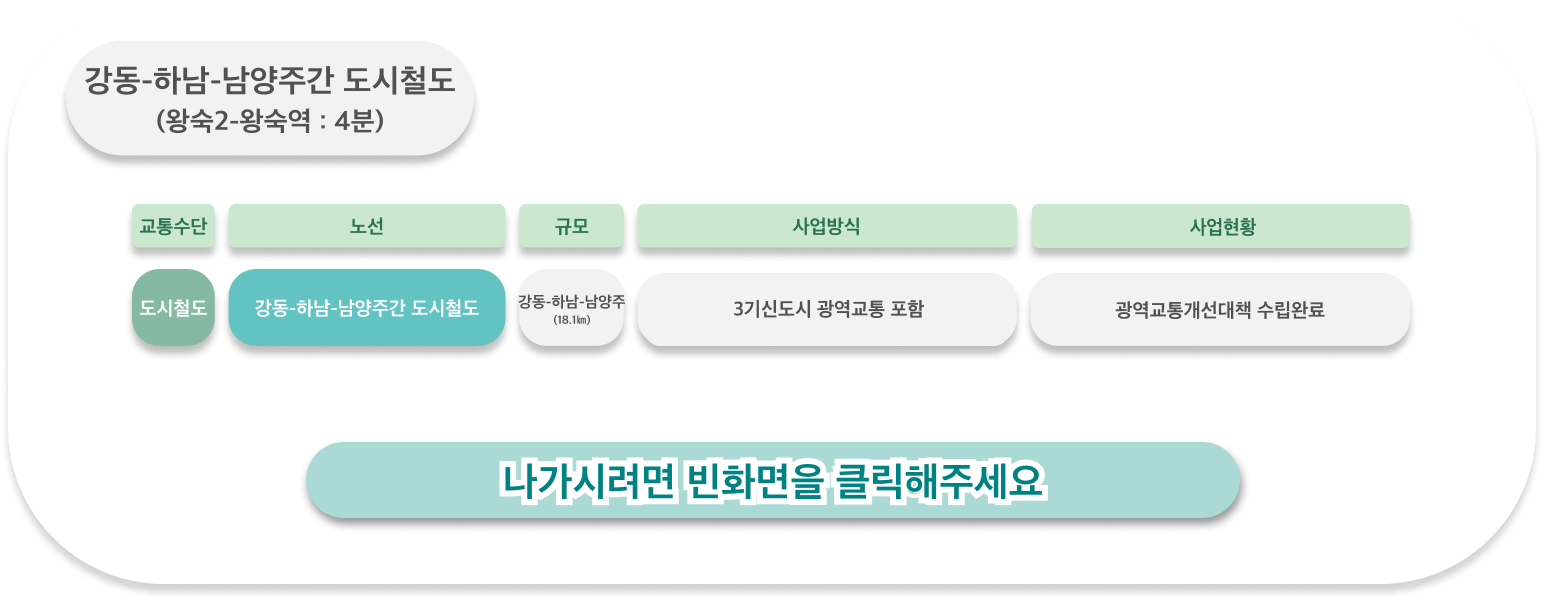 강동-하남-남양주간 도시철도
(왕숙2-왕숙역 : 4분)
교통수단
노선
규모
사업방식
사업현황
도시철도
강동-하남-남양주간 도시철도
강동-하남-남양주
(18.1㎞)
3기신도시 광역교통 포함
광역교통개선대책 수립완료
나가시려면 빈화면을 클릭해주세요